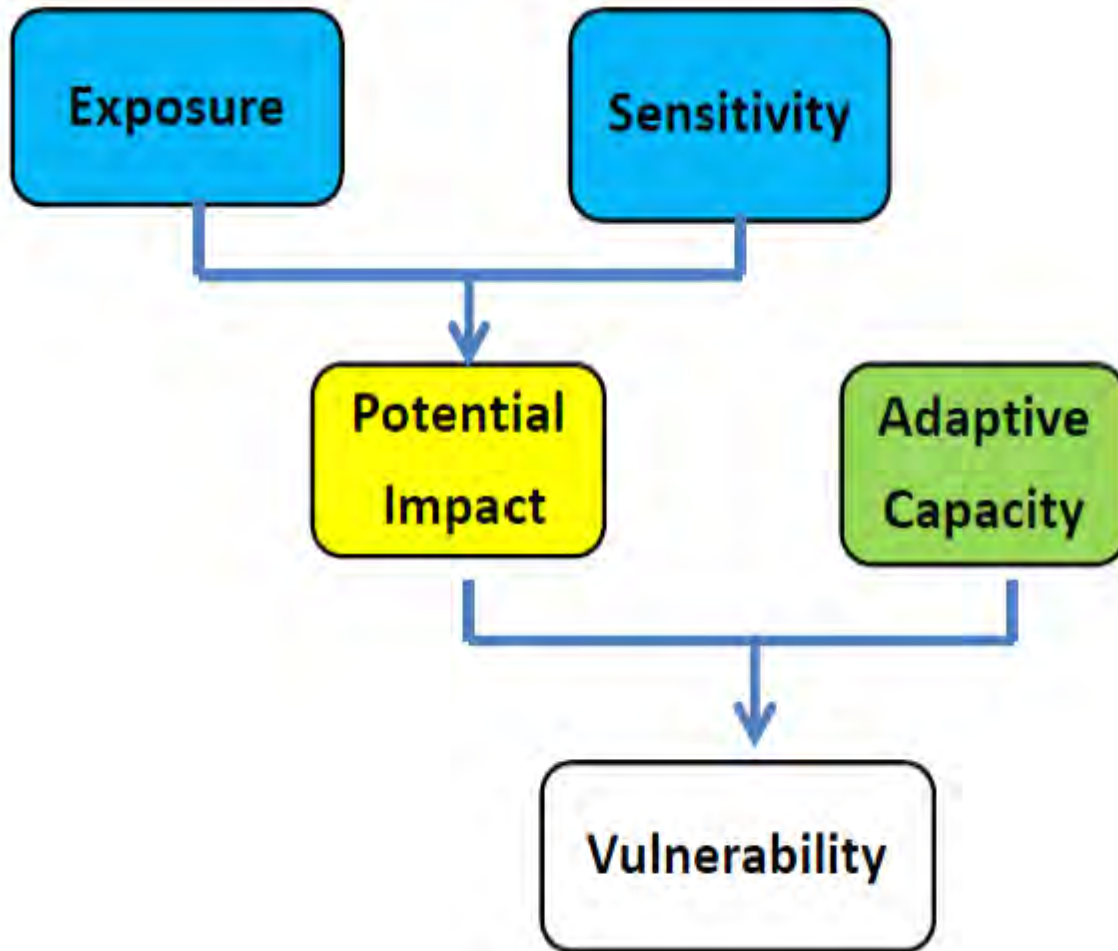 Exposure
Sensitivity
Potential
Impact
Adaptive
Capacity
Vulnerability